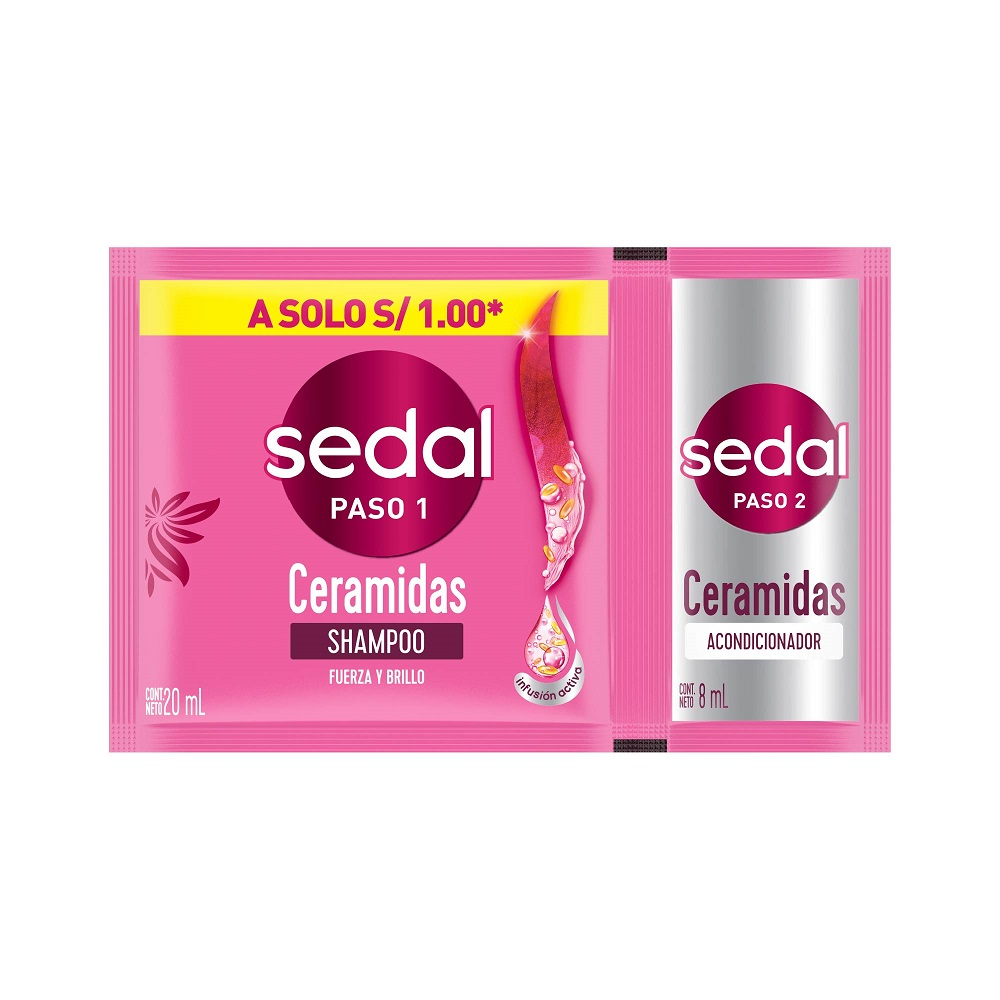 A SOLO S/ 1.00*
sedal
PASO 1
Ceramidas
SHAMPOO
FUERZA Y BRILLO
CONT.
NETO 20 mL
infusión activa
sedal
PASO 2
Ceramidas
ACONDICIONADOR
CONT.
NETO 8 mL